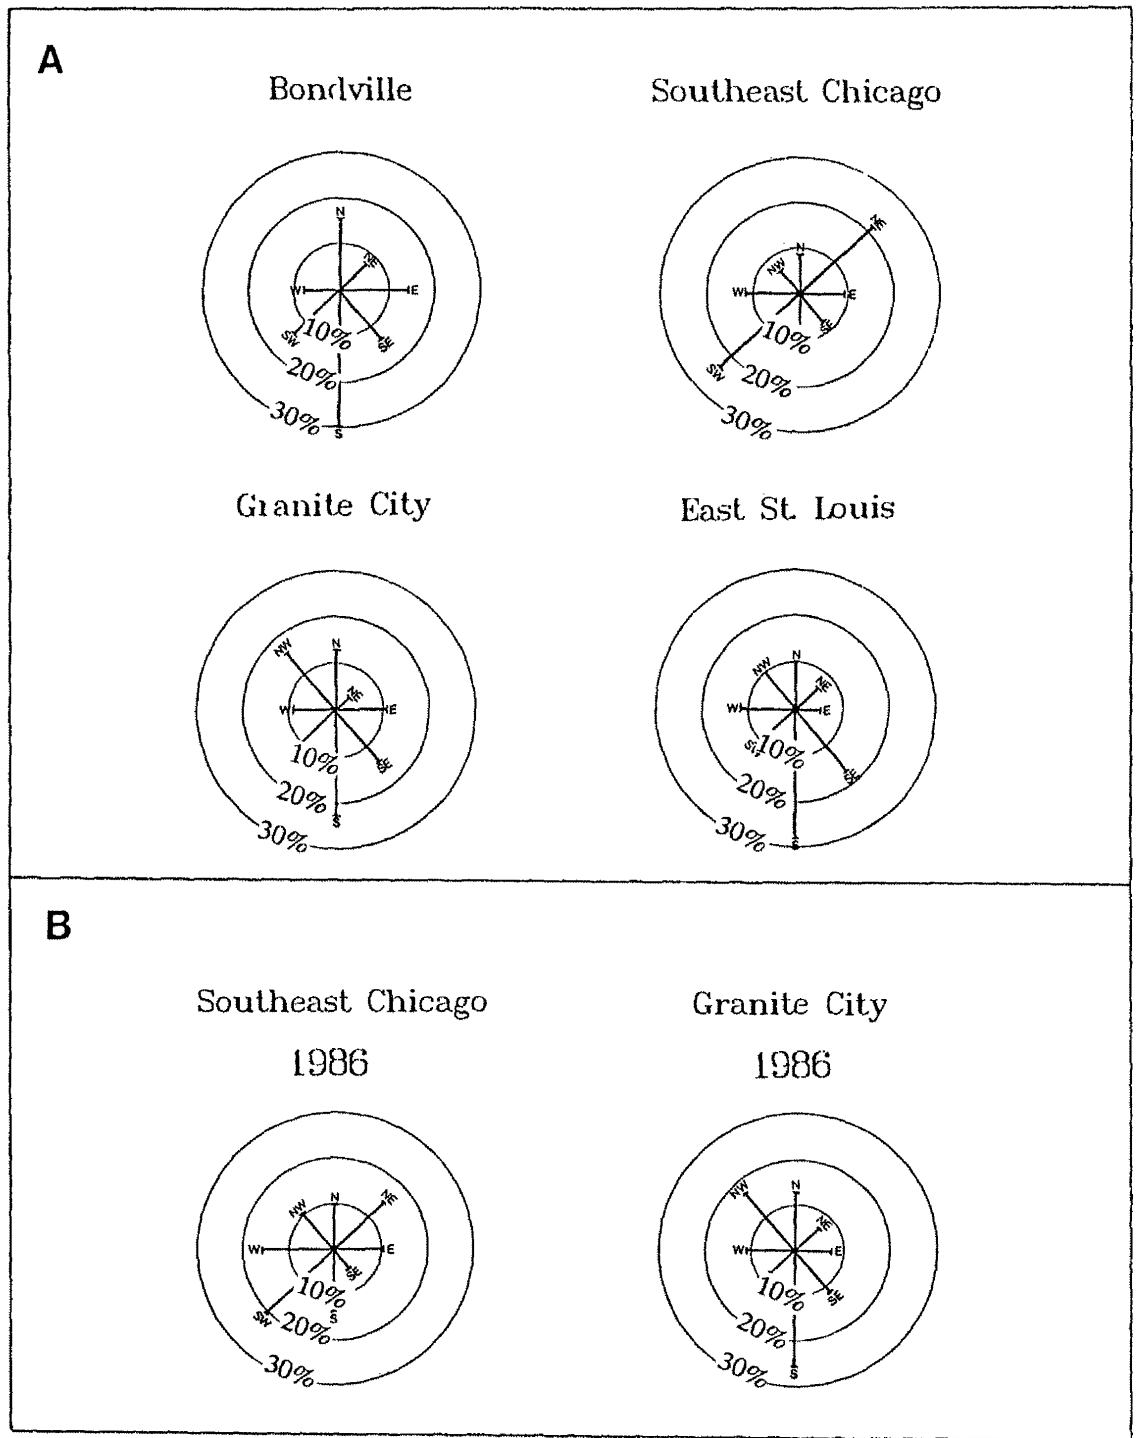 A
Bondville
Southeast Chicago
N
NE
W
E
SW
SE
10%
20%
30%
S
N
NE
NW
W
E
SE
10%
SW
20%
30%
Granite City
East St. Louis
NW
N
NE
W
E
10%
SE
20%
S
30%
N
NW
NE
W
E
SW
10%
SE
20%
30%
S
B
Southeast Chicago
Granite City
1986
1986
N
NE
NW
W
E
SE
10%
S
SW
20%
30%
NW
N
NE
W
E
10%
SE
20%
30%
S